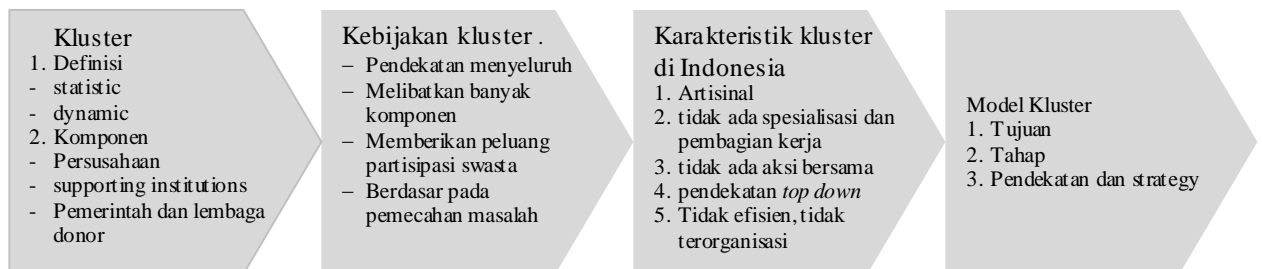 Kluster
1. Definisi
- statistic
- dynamic
2. Komponen
- Persusahaan
- supporting institutions
- Pemerintah dan lembaga
donor
Kebijakan kluster .
– Pendekatan menyeluruh
– Melibatkan banyak
komponen
– Memberikan peluang
partisipasi swasta
– Berdasar pada
pemecahan masalah
Karakteristik kluster
di Indonesia
1. Artisinal
2. tidak ada spesialisasi dan
pembagian kerja
3. tidak ada aksi bersama
4. pendekatan top down
5. Tidak efisien, tidak
terorganisasi
Model Kluster
1. Tujuan
2. Tahap
3. Pendekatan dan strategy